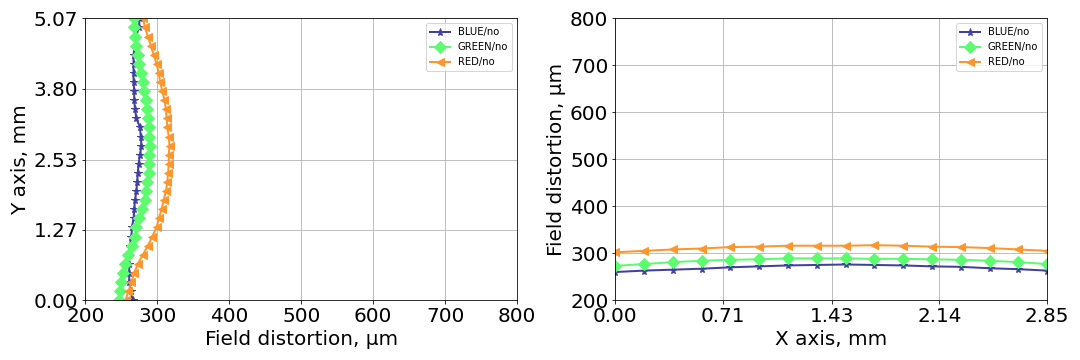 5.07
3.80
2.53
1.27
0.00
Y axis, mm
200 300 400 500 600 700 800
Field distortion, μm
BLUE/no
GREEN/no
RED/no
800
700
600
500
400
300
200
Field distortion, μm
0.00 0.71 1.43 2.14 2.85
X axis, mm
BLUE/no
GREEN/no
RED/no